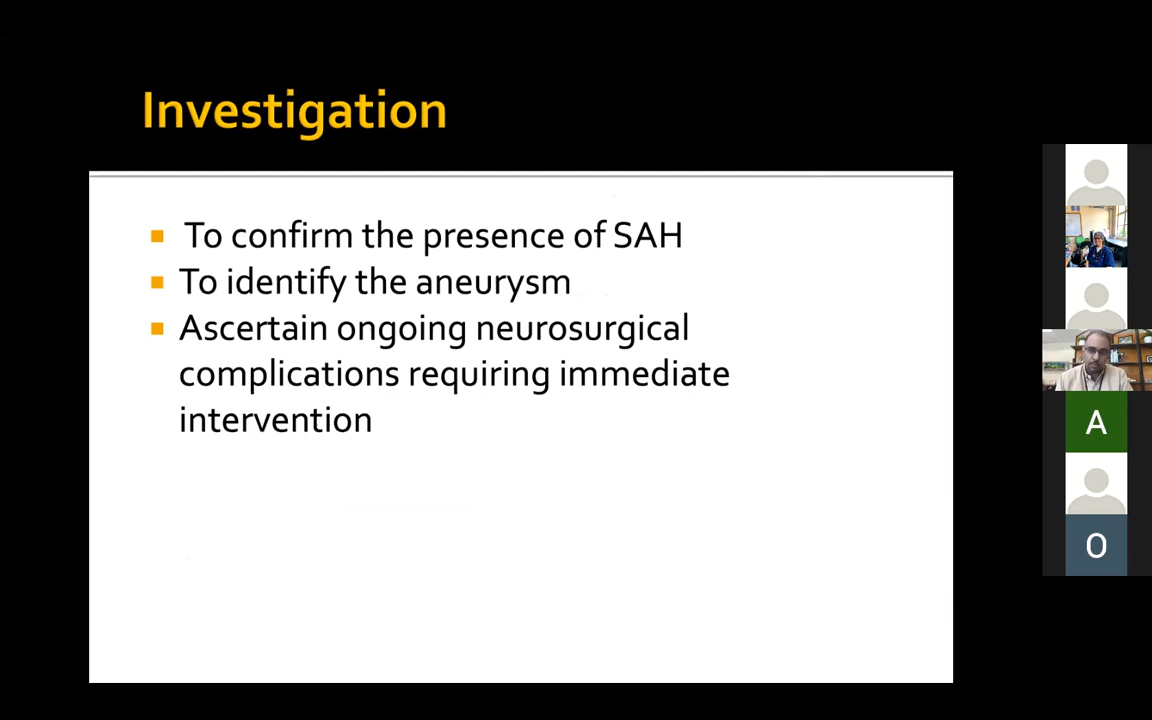 Investigation
To confirm the presence of SAH
To identify the aneurysm
Ascertain ongoing neurosurgical
complications requiring immediate
intervention
A
O